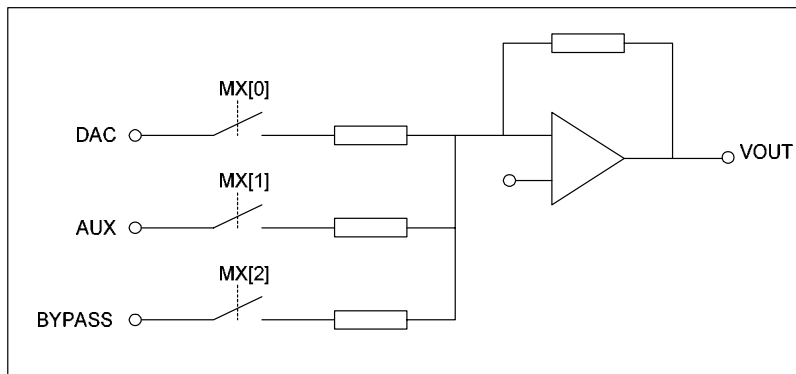 MX[0]
DAC
VOUT
MX[1]
AUX
MX[2]
BYPASS